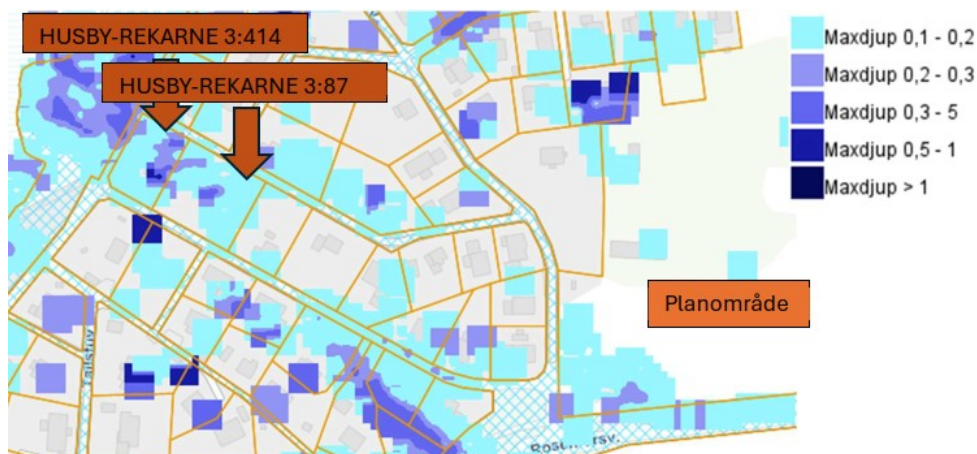 HUSBY-REKARNE 3:414
HUSBY-REKARNE 3:87
Maxdjup 0,1 - 0,2
Maxdjup 0,2 - 0,3
Maxdjup 0,3 - 5
Maxdjup 0,5 - 1
Maxdjup > 1
Planområde